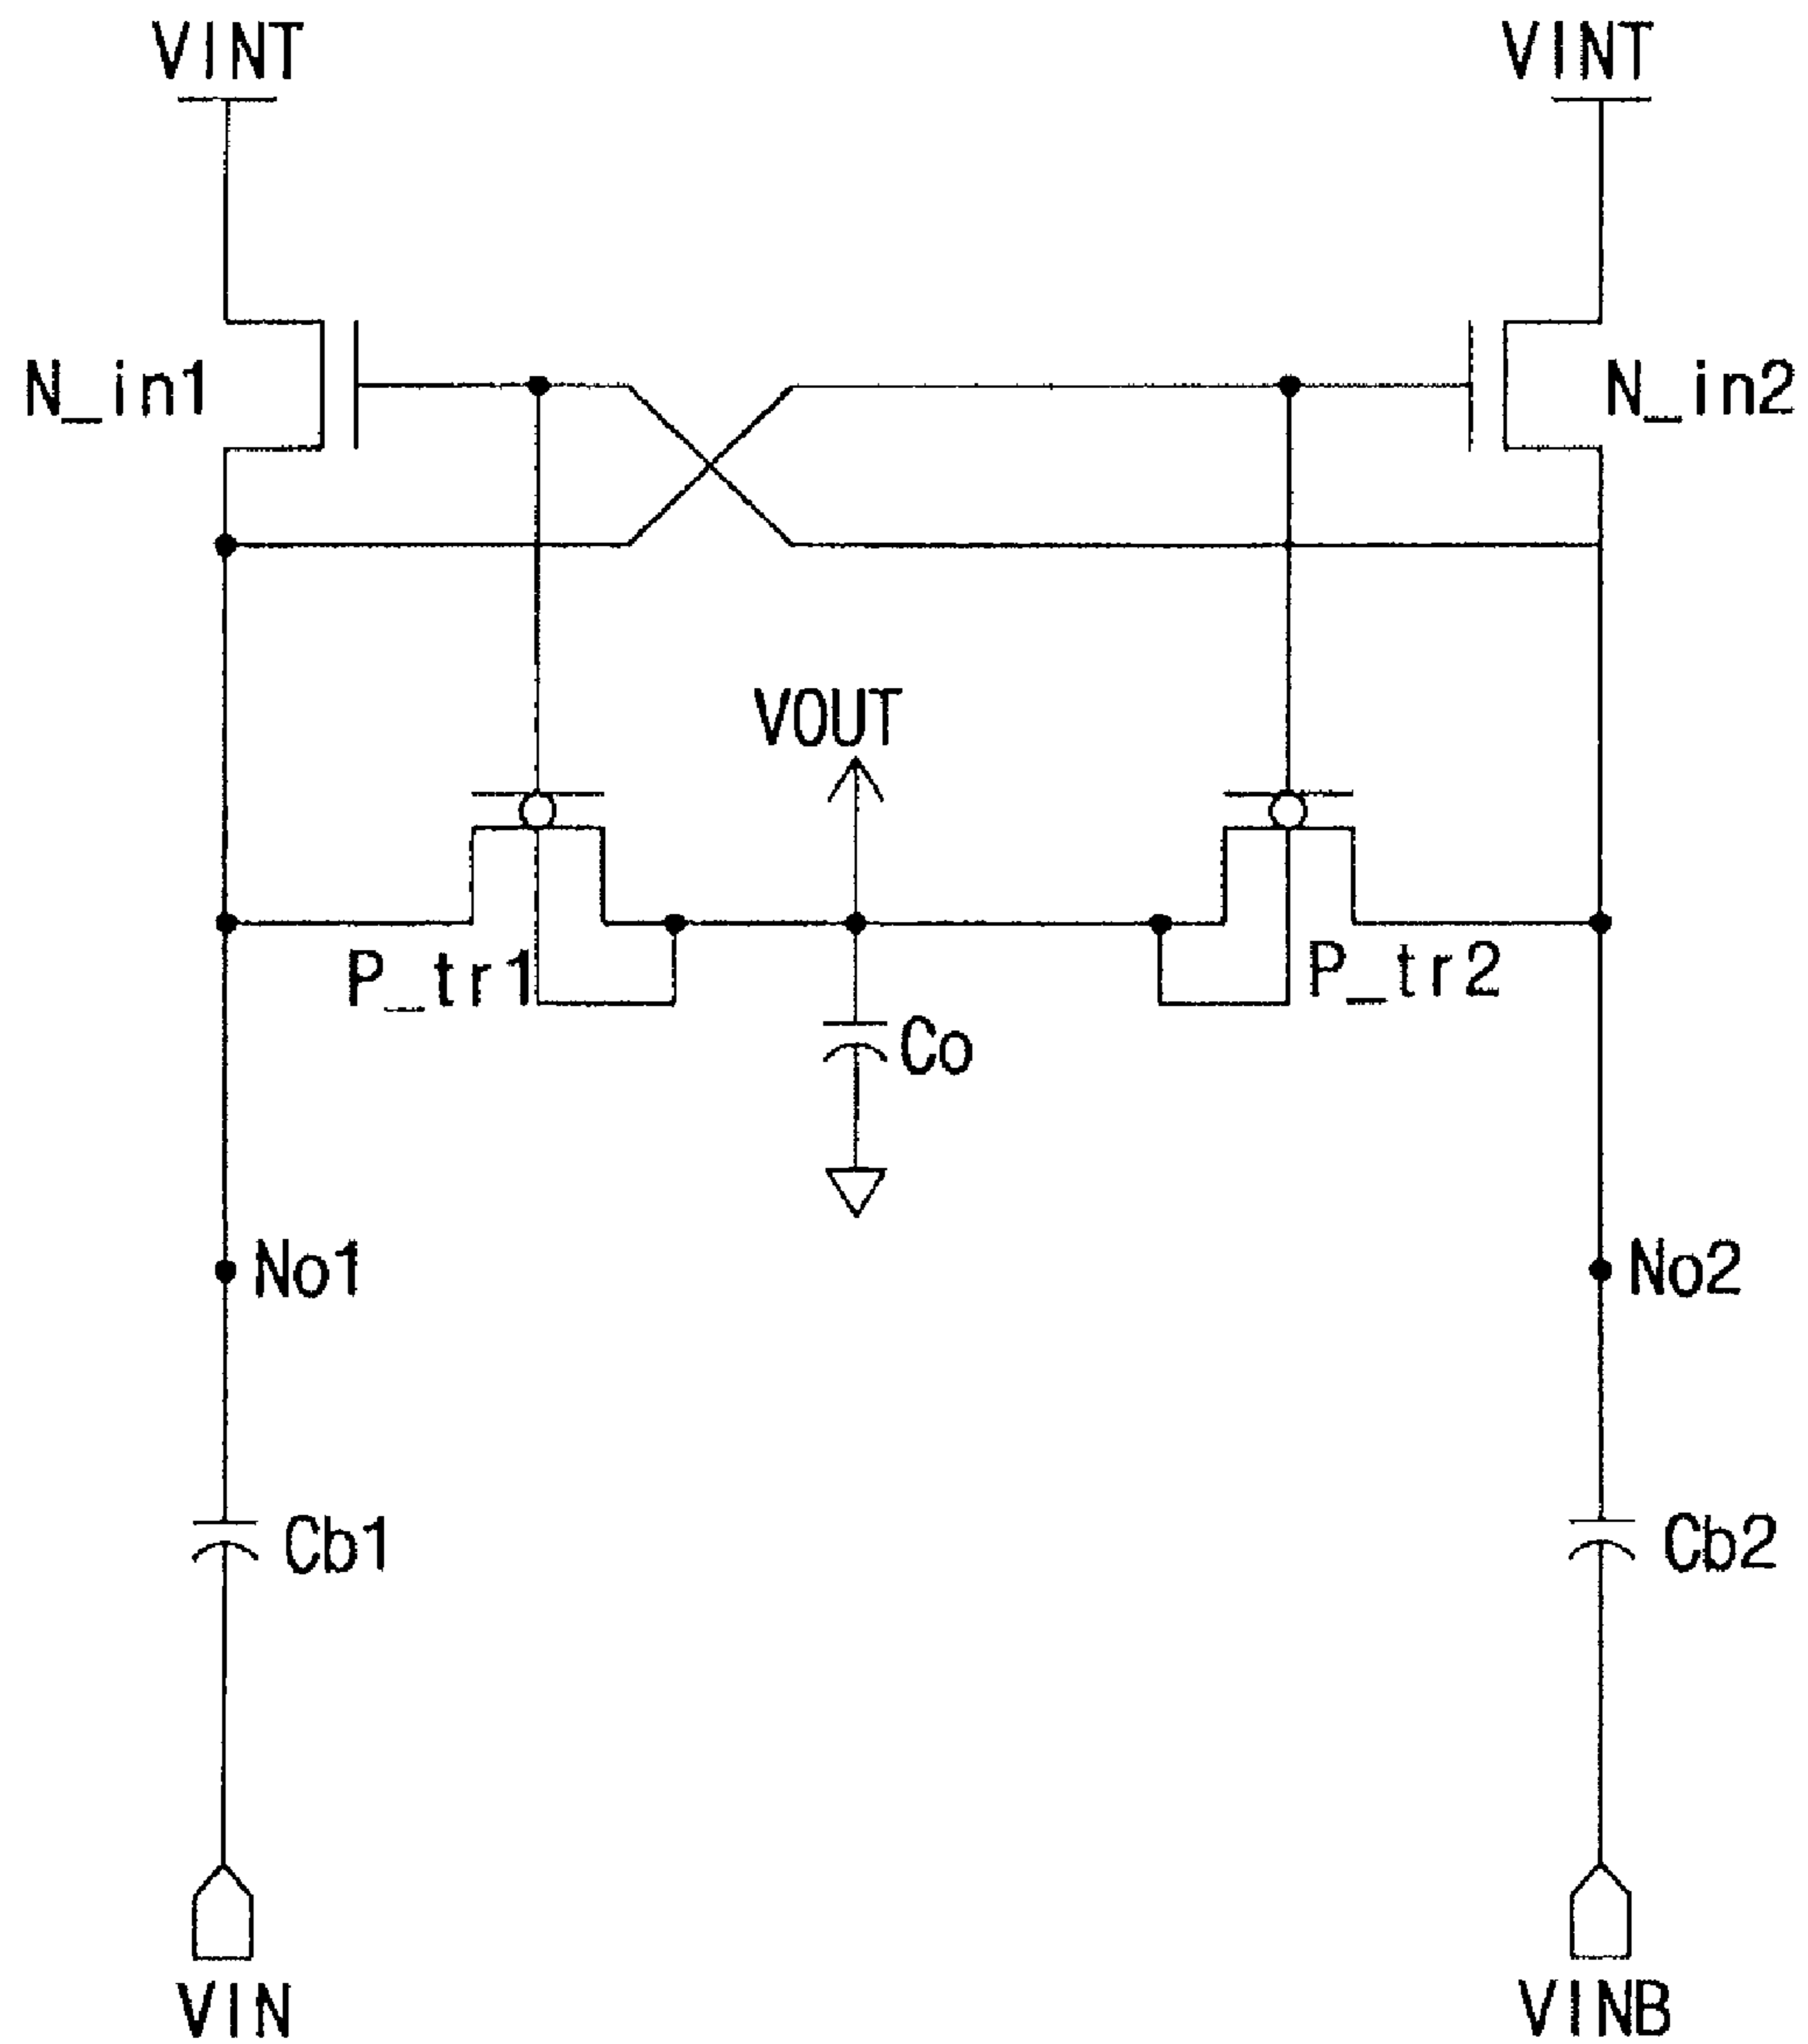 VINT
VINT
N_in1
N_in2
VOUT
P_tr1
P_tr2
Co
No1
No2
Cb1
Cb2
VIN
VINB